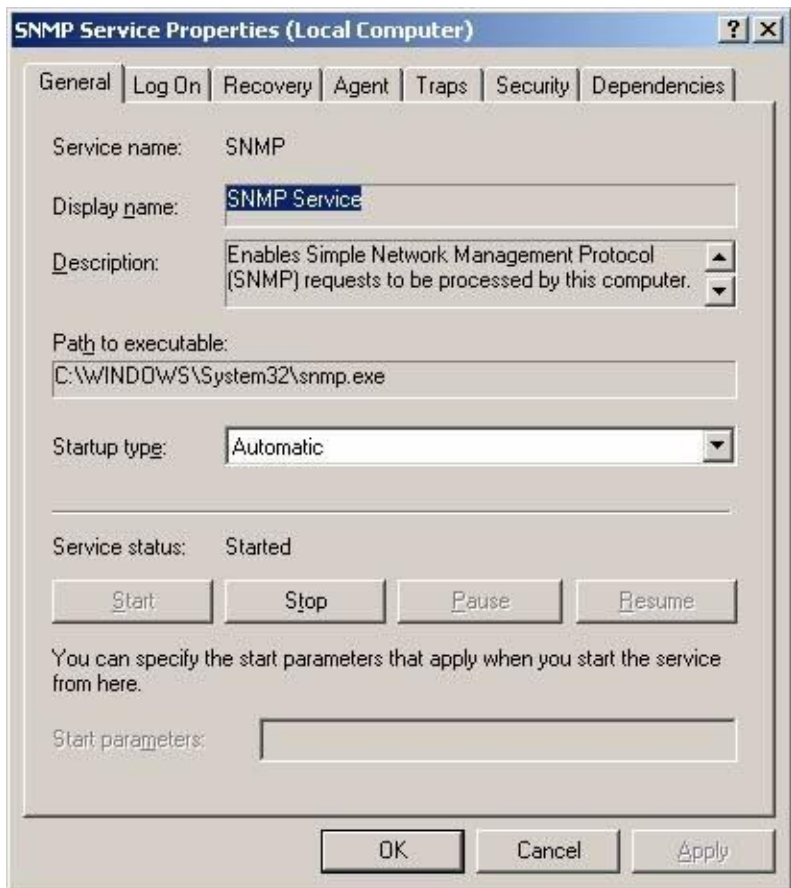 SNMP Service Properties (Local Computer)
? X
General Log On Recovery Agent Traps Security Dependencies
Service name: SNMP
Display name: SNMP Service
Description: Enables Simple Network Management Protocol
(SNMP) requests to be processed by this computer.
Path to executable:
C:\WINDOWS\System32\snmp.exe
Startup type: Automatic
Service status: Started
Start Stop Pause Resume
You can specify the start parameters that apply when you start the service
from here.
Start parameters:
OK Cancel Apply